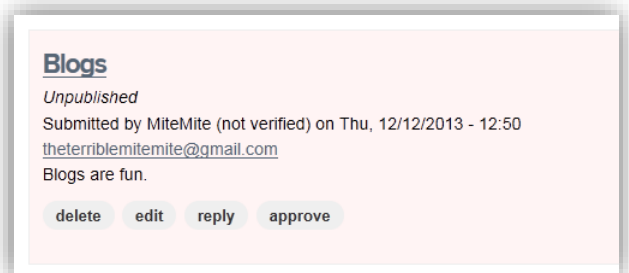 Blogs
Unpublished
Submitted by MiteMite (not verified) on Thu, 12/12/2013 - 12:50
theterriblemitemite@gmail.com
Blogs are fun.
delete edit reply approve